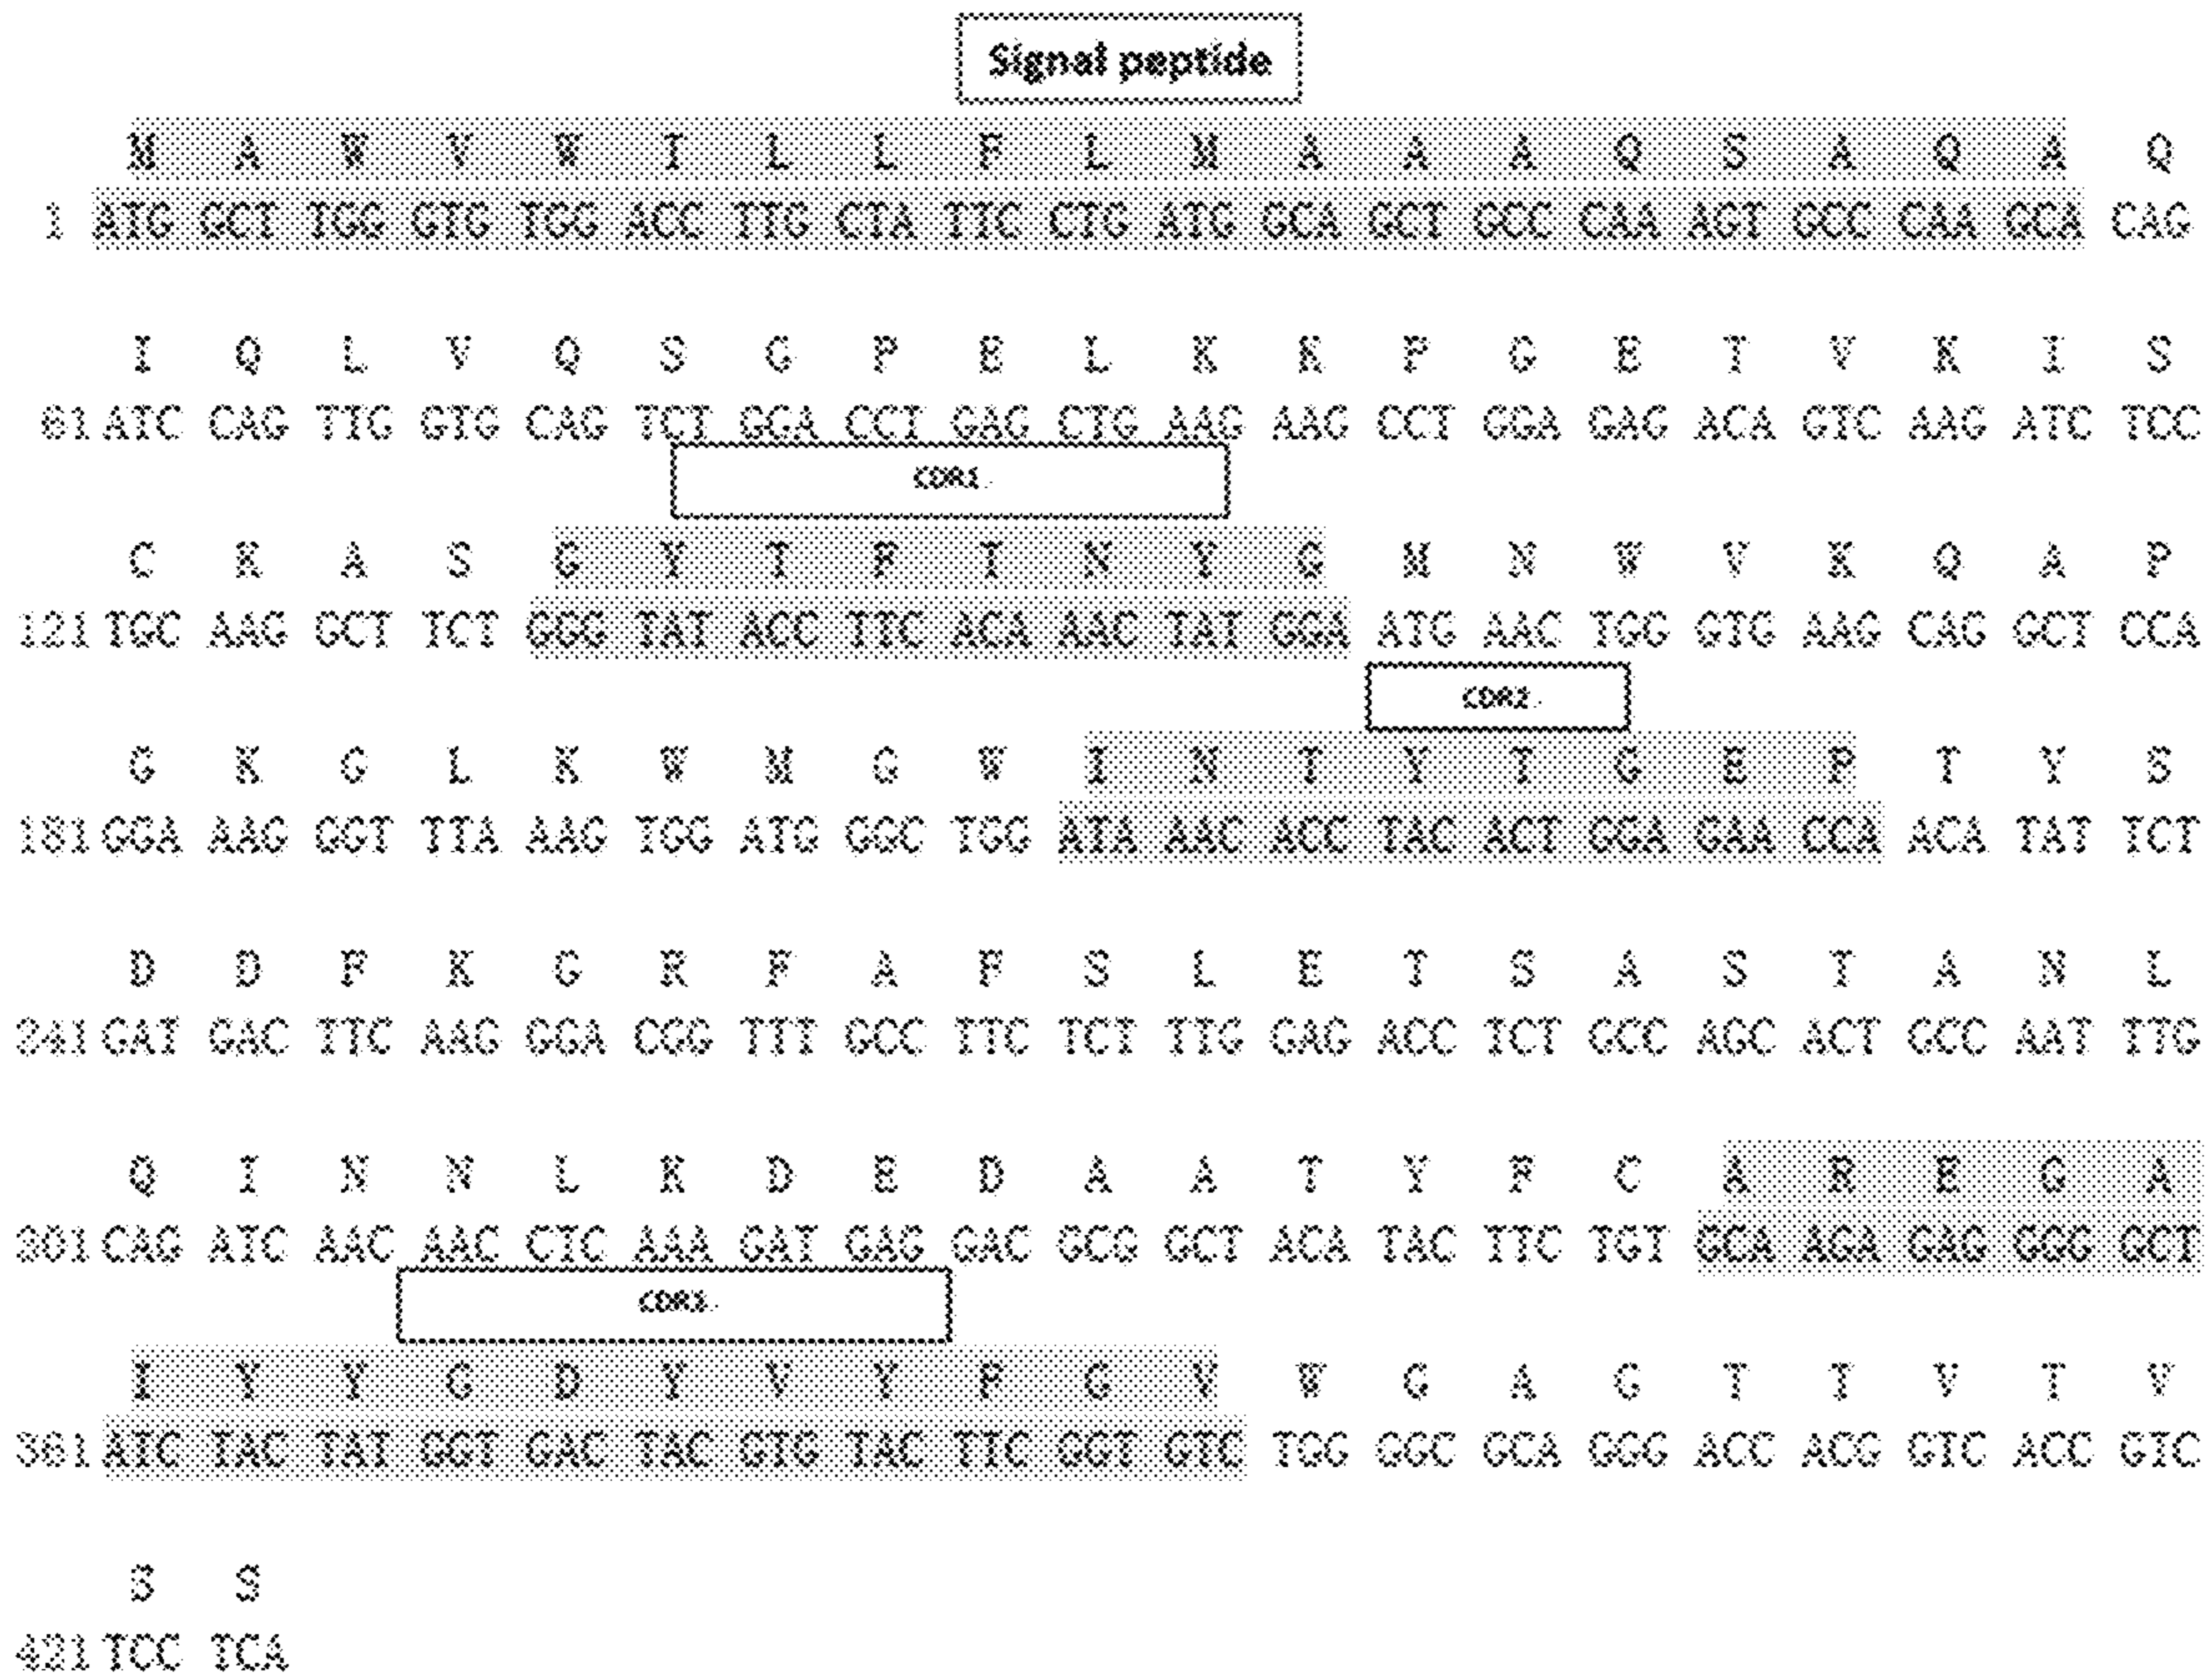 Signal peptide
M A W V W I L L F L M A A A Q S A Q A Q
1 ATG GCT TGG GTG TGG ACC TTG CTA TTC CTG ATG GCA GCT GCC CAA AGT GCC CAA GCA CAG
I Q L V Q S G P E L K K P G E T V K I S
61 ATC CAG TTG GTG CAG TCT GGA CCT GAG CTG AAG AAG CCT GGA GAG ACA GTC AAG ATC TCC
CDR1
C K A S G Y T F T N Y G M N W V K Q A P
121 TGC AAG GCT TCT GGG TAT ACC TTC ACA AAC TAT GGA ATG AAC TGG GTG AAG CAG GCT CCA
CDR2
G K G L K W M G W I N T Y T G E P T Y S
181 GGA AAG GGT TTA AAG TGG ATG GGC TGG ATA AAC ACC TAC ACT GGA GAA CCA ACA TAT TCT
D D F K G R F A F S L E T S A S T A N L
241 GAT GAC TTC AAG GGA CGG TTT GCC TTC TCT TTG GAG ACC TCT GCC AGC ACT GCC AAT TTG
Q I N N L K D E D A A T Y F C A R E G A
301 CAG ATC AAC AAC CTC AAA GAT GAG GAC GCG GCT ACA TAC TTC TGT GCA AGA GAG GGG GCT
CDR3
I Y Y G D Y V Y F G V W G A G T T V T V
361 ATC TAC TAT GGT GAC TAC GTG TAC TTC GGT GTC TGG GGC GCA GGG ACC ACG GTC ACC GTC
S S
421 TCC TCA